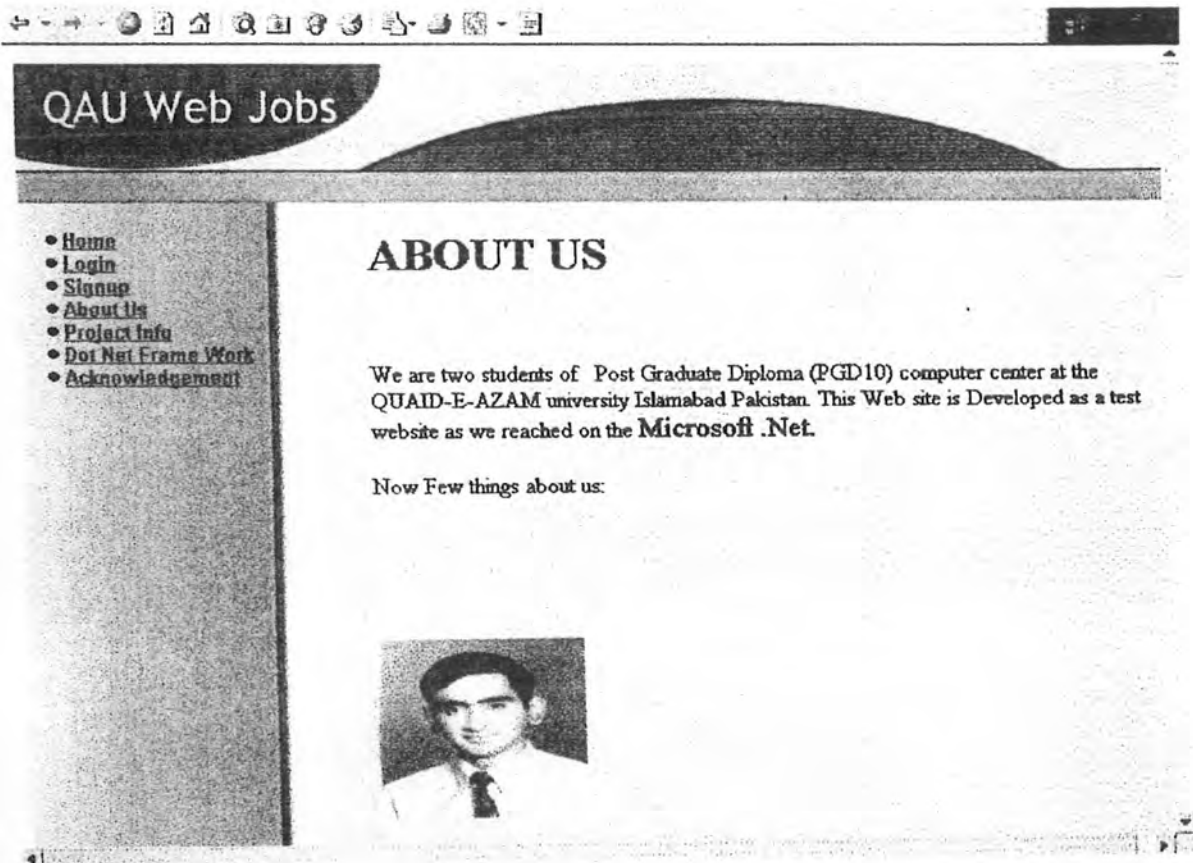 QAU Web Jobs
Home
Login
Signup
About Us
Project Info
Dot Net Frame Work
Acknowledgement
ABOUT US
We are two students of Post Graduate Diploma (PGD10) computer center at the
QUAID-E-AZAM university Islamabad Pakistan. This Web site is Developed as a test
website as we reached on the Microsoft .Net.
Now Few things about us: